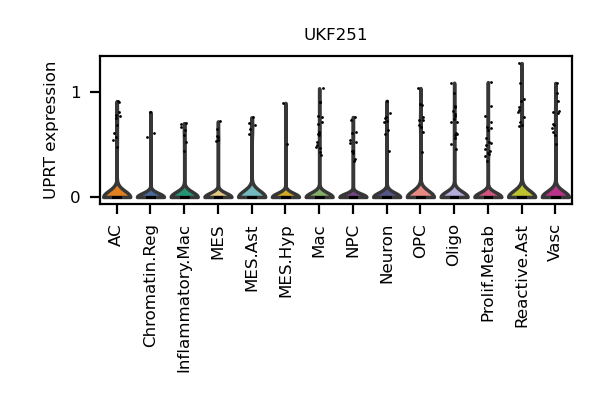 UKF251
UPRT expression
1
0
AC
Chromatin.Reg
Inflammatory.Mac
MES
MES.Ast
MES.Hyp
Mac
NPC
Neuron
OPC
Oligo
Prolif.Metab
Reactive.Ast
Vasc